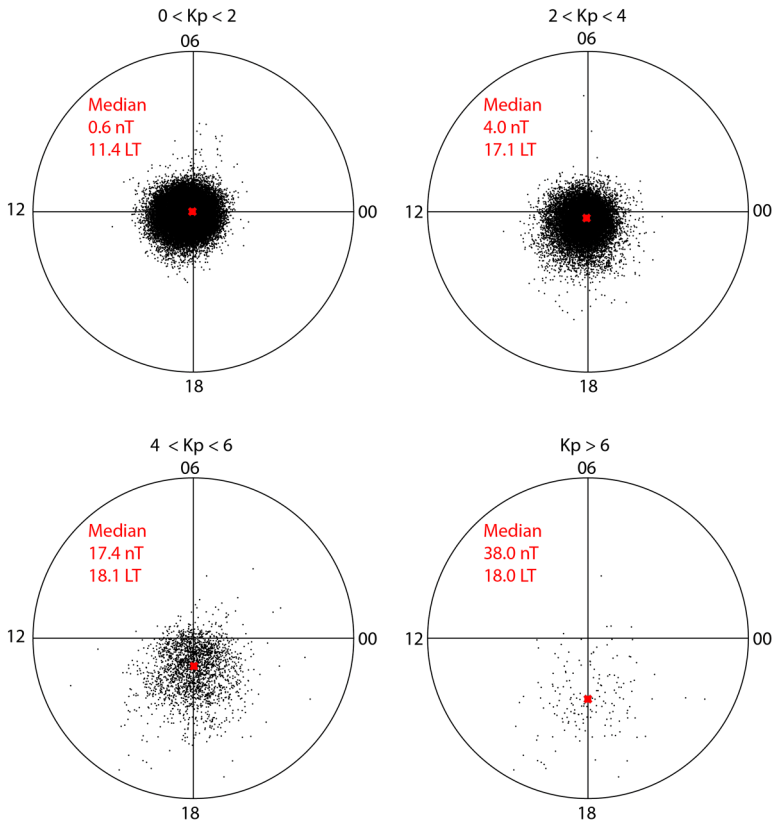 0 < Kp < 2
06
Median
0.6 nT
11.4 LT
12
00
18
2 < Kp < 4
06
Median
4.0 nT
17.1 LT
12
00
18
4 < Kp < 6
06
Median
17.4 nT
18.1 LT
12
00
18
Kp > 6
06
Median
38.0 nT
18.0 LT
12
00
18